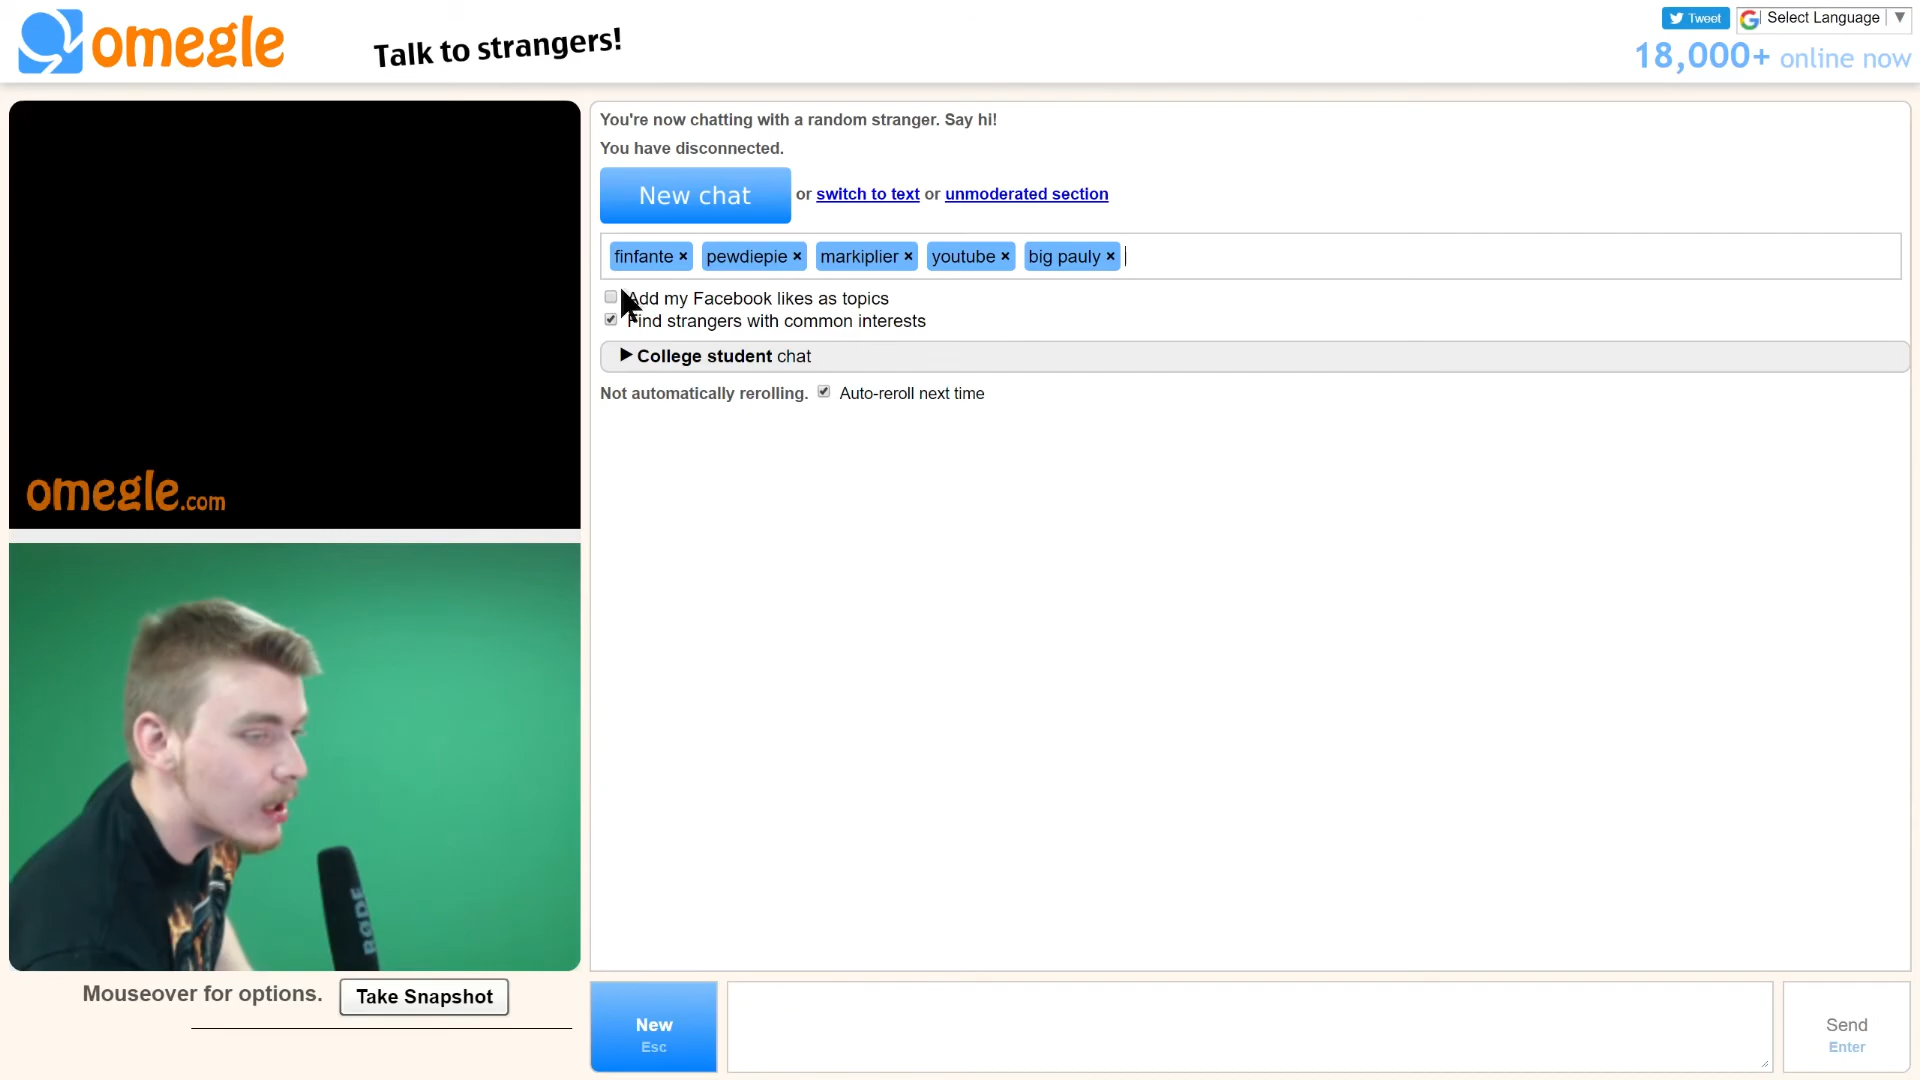 omegle
Talk to strangers!
Tweet
Select Language
18,000+ online now
You're now chatting with a random stranger. Say hi!
You have disconnected.
New chat or switch to text or unmoderated section
finfante × pewdiepie × markiplier × youtube × big pauly ×
Add my Facebook likes as topics
Find strangers with common interests
College student chat
Not automatically rerolling. Auto-reroll next time
omegle.com
RØDE
Mouseover for options.
Take Snapshot
New
Esc
Send
Enter